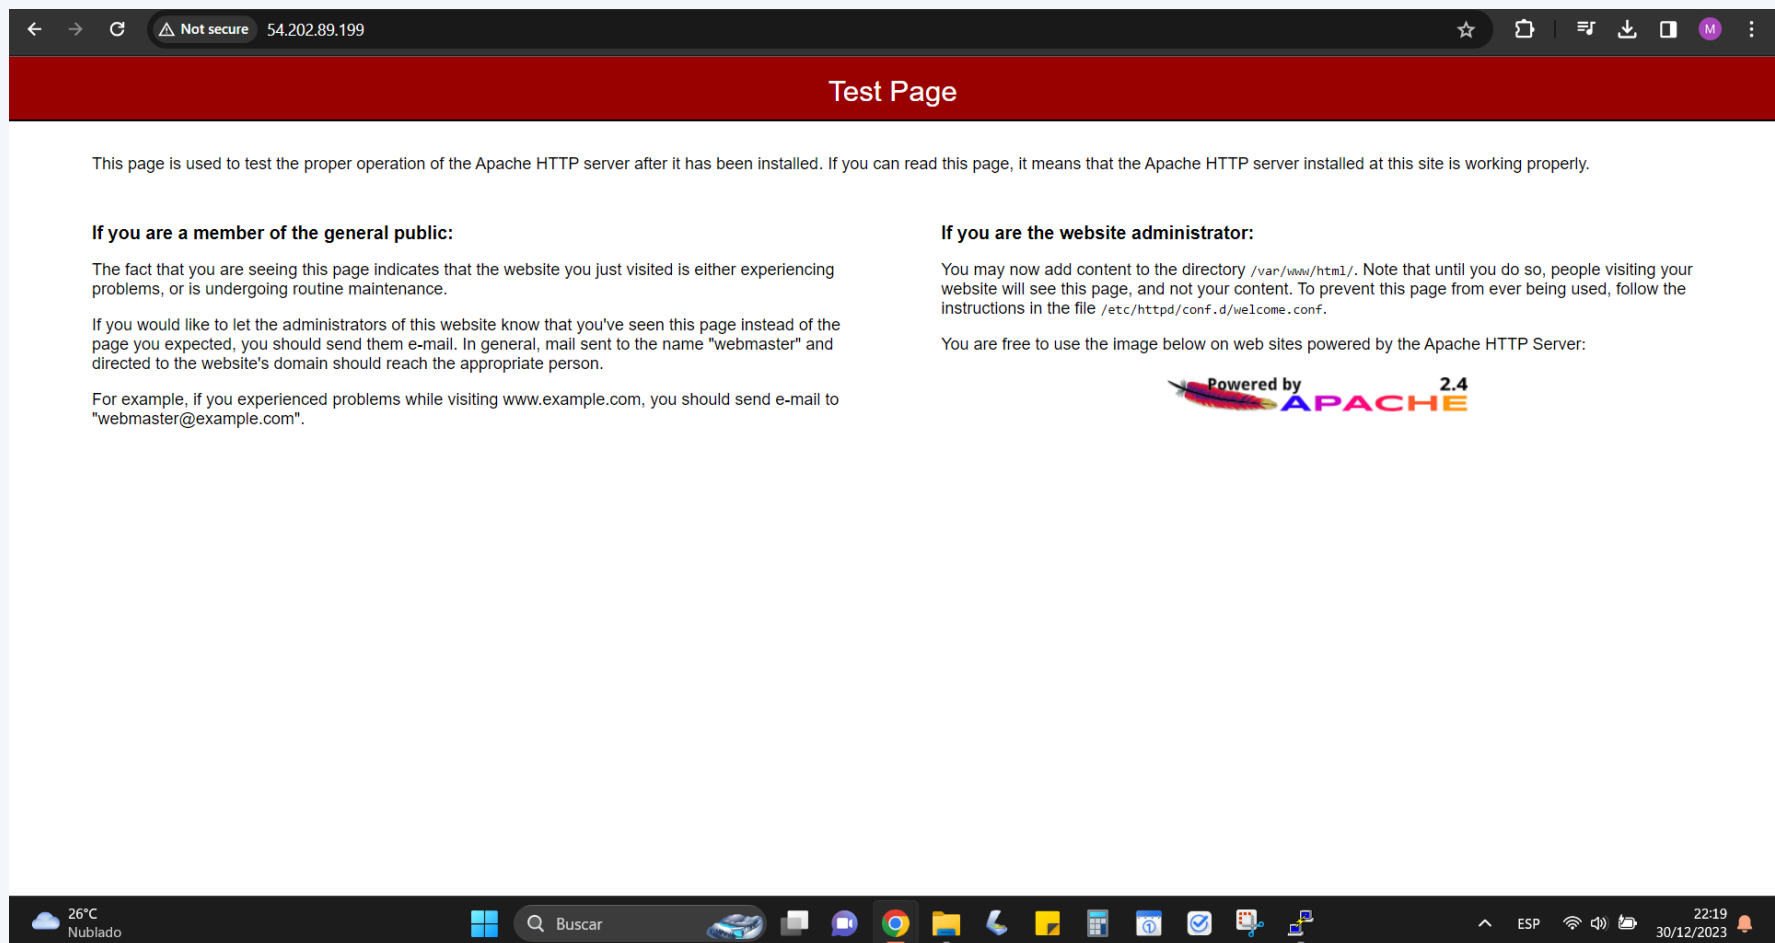 Not secure 54.202.89.199
M
Test Page
This page is used to test the proper operation of the Apache HTTP server after it has been installed. If you can read this page, it means that the Apache HTTP server installed at this site is working properly.
If you are a member of the general public:
The fact that you are seeing this page indicates that the website you just visited is either experiencing
problems, or is undergoing routine maintenance.
If you would like to let the administrators of this website know that you've seen this page instead of the
page you expected, you should send them e-mail. In general, mail sent to the name "webmaster" and
directed to the website's domain should reach the appropriate person.
For example, if you experienced problems while visiting www.example.com, you should send e-mail to
"webmaster@example.com".
If you are the website administrator:
You may now add content to the directory /var/www/html/. Note that until you do so, people visiting your
website will see this page, and not your content. To prevent this page from ever being used, follow the
instructions in the file /etc/httpd/conf.d/welcome.conf.
You are free to use the image below on web sites powered by the Apache HTTP Server:
Powered by 2.4
APACHE
26°C
Nublado
Buscar
ESP
22:19
30/12/2023